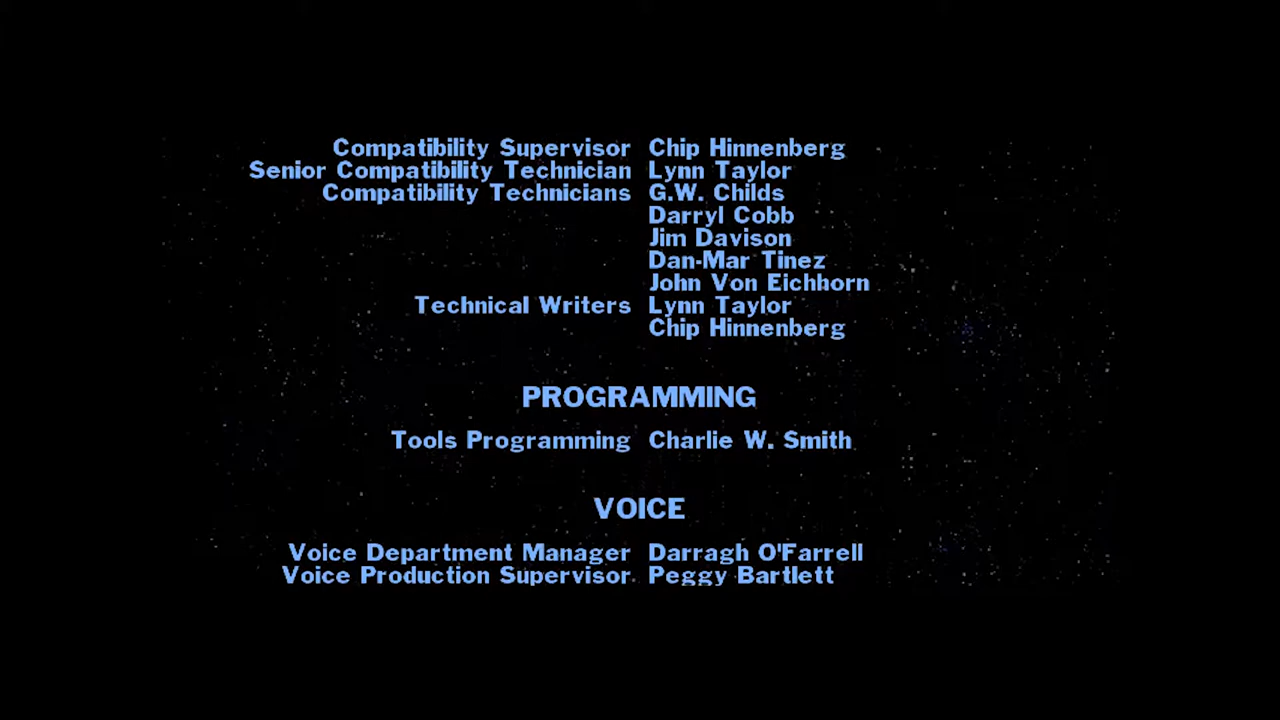 Compatibility Supervisor Chip Hinnenberg
Senior Compatibility Technician Lynn Taylor
Compatibility Technicians G.W. Childs
Darryl Cobb
Jim Davison
Dan-Mar Tinez
John Von Eichborn
Technical Writers Lynn Taylor
Chip Hinnenberg
PROGRAMMING
Tools Programming Charlie W. Smith
VOICE
Voice Department Manager Darragh O'Farrell
Voice Production Supervisor Peggy Bartlett